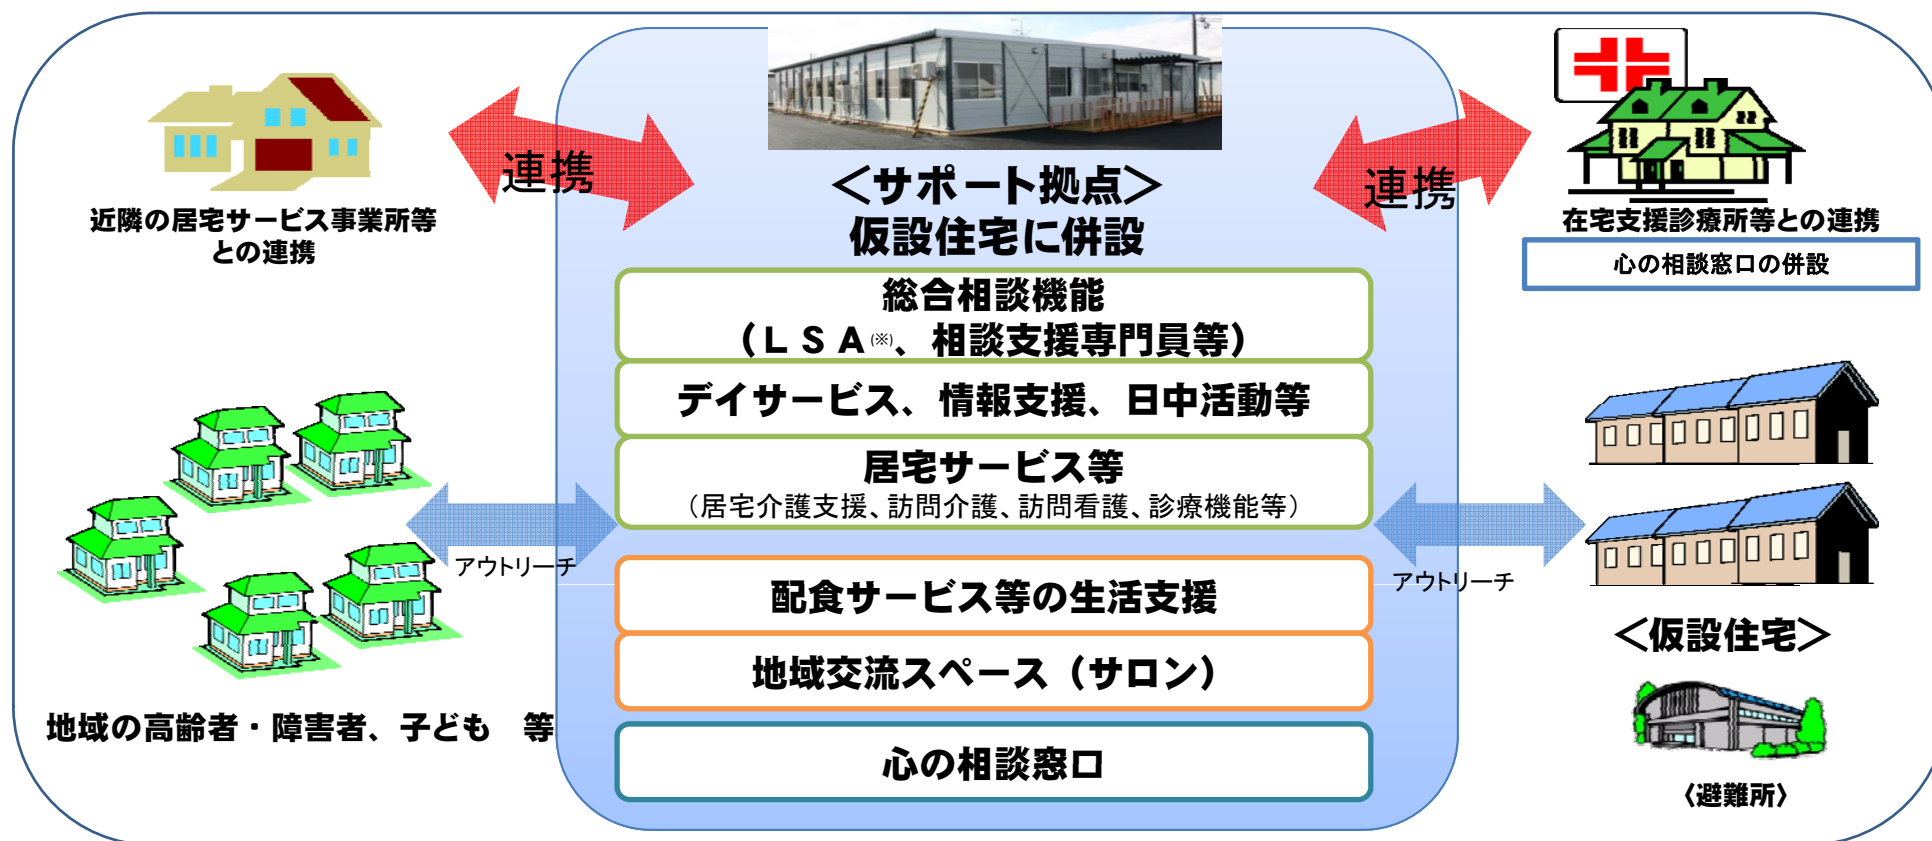 連携
近隣の居宅サービス事業所等
との連携
＜サポート拠点＞
仮設住宅に併設
連携
在宅支援診療所等との連携
心の相談窓口の併設
総合相談機能
（ＬＳＡ(※)、相談支援専門員等）
デイサービス、情報支援、日中活動等
居宅サービス等
（居宅介護支援、訪問介護、訪問看護、診療機能等）
アウトリーチ
アウトリーチ
配食サービス等の生活支援
地域交流スペース（サロン）
心の相談窓口
地域の高齢者・障害者、子ども　等
＜仮設住宅＞
〈避難所〉